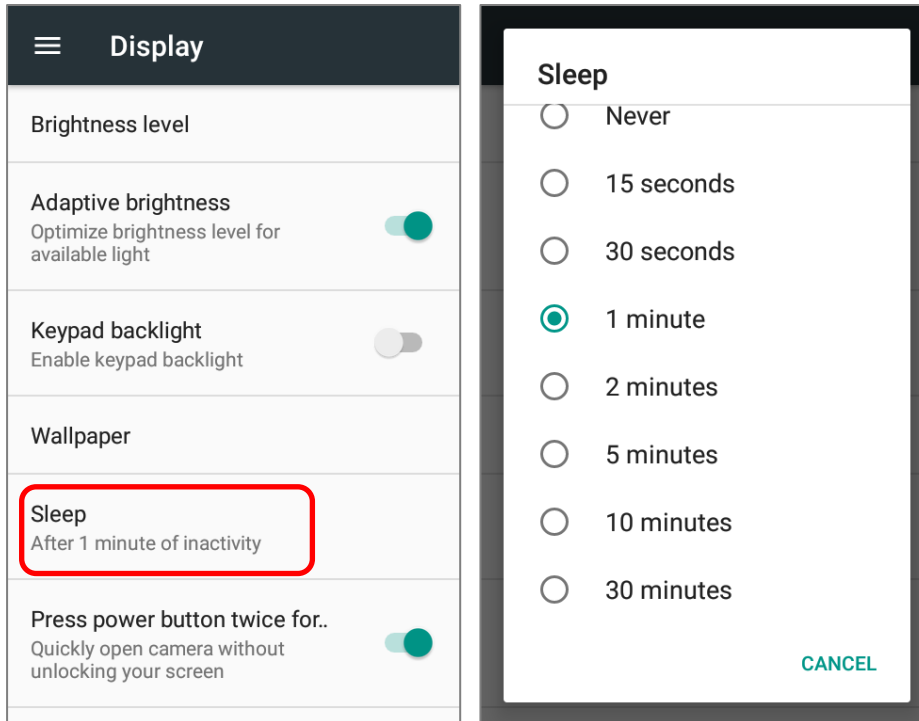 Display
Brightness level
Adaptive brightness
Optimize brightness level for
available light
Keypad backlight
Enable keypad backlight
Wallpaper
Sleep
After 1 minute of inactivity
Press power button twice for..
Quickly open camera without
unlocking your screen
Sleep
Never
15 seconds
30 seconds
1 minute
2 minutes
5 minutes
10 minutes
30 minutes
CANCEL